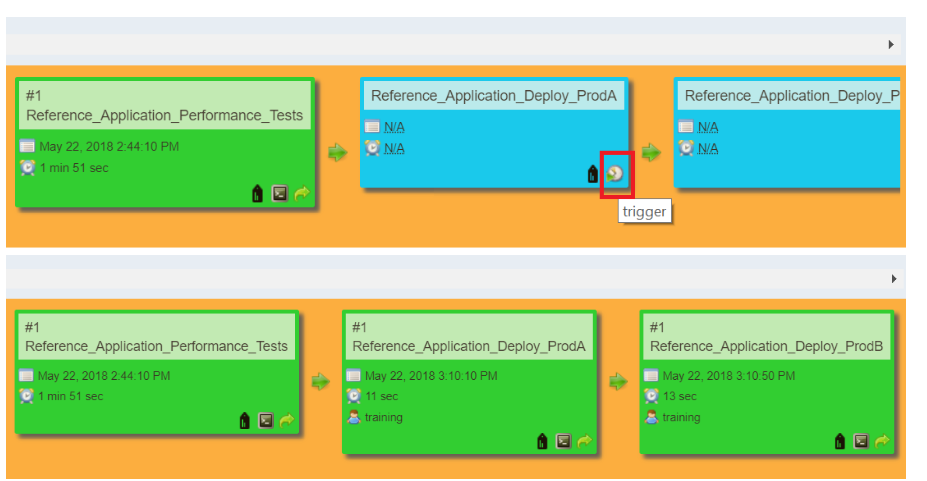 #1
Reference_Application_Performance_Tests
May 22, 2018 2:44:10 PM
1 min 51 sec
Reference_Application_Deploy_ProdA
N/A
N/A
trigger
Reference_Application_Deploy_P
N/A
N/A
#1
Reference_Application_Performance_Tests
May 22, 2018 2:44:10 PM
1 min 51 sec
#1
Reference_Application_Deploy_ProdA
May 22, 2018 3:10:10 PM
11 sec
training
#1
Reference_Application_Deploy_ProdB
May 22, 2018 3:10:50 PM
13 sec
training